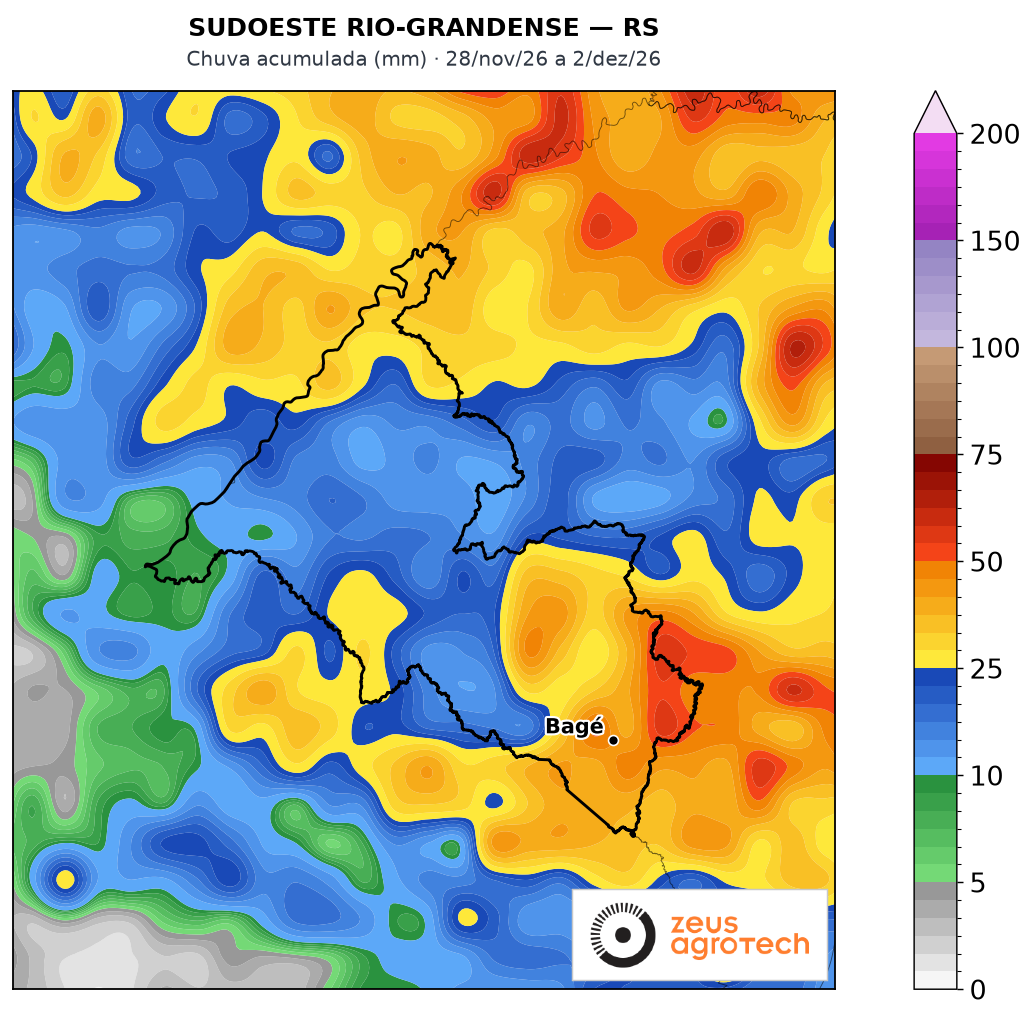 SUDOESTE RIO-GRANDENSE — RS
Chuva acumulada (mm) · 28/nov/26 a 2/dez/26
200
150
100
75
50
25
10
5
0
Bagé
zeus
agrotech